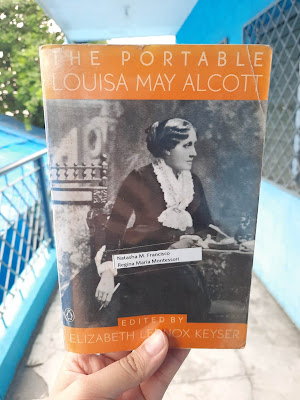 THE PORTABLE
LOUISA MAY ALCOTT
Natasha M. Francisco
Regina Maria Montessori
EDITED BY
ELIZABETH LENNOX KEYSER